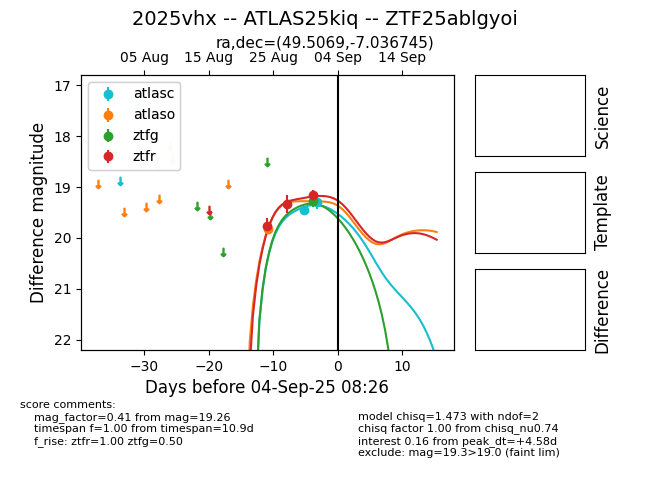 2025vhx -- ATLAS25kiq -- ZTF25ablgyoi
ra,dec=(49.5069,-7.036745)
05 Aug 15 Aug 25 Aug 04 Sep 14 Sep
17
18
19
20
21
22
Difference magnitude
atlasc
atlaso
ztfg
ztfr
−30 −20 −10 0 10
Days before 04-Sep-25 08:26
Science
Template
Difference
score comments:
mag_factor=0.41 from mag=19.26
timespan f=1.00 from timespan=10.9d
f_rise: ztfr=1.00 ztfg=0.50
model chisq=1.473 with ndof=2
chisq factor 1.00 from chisq_nu0.74
interest 0.16 from peak_dt=+4.58d
exclude: mag=19.3>19.0 (faint lim)